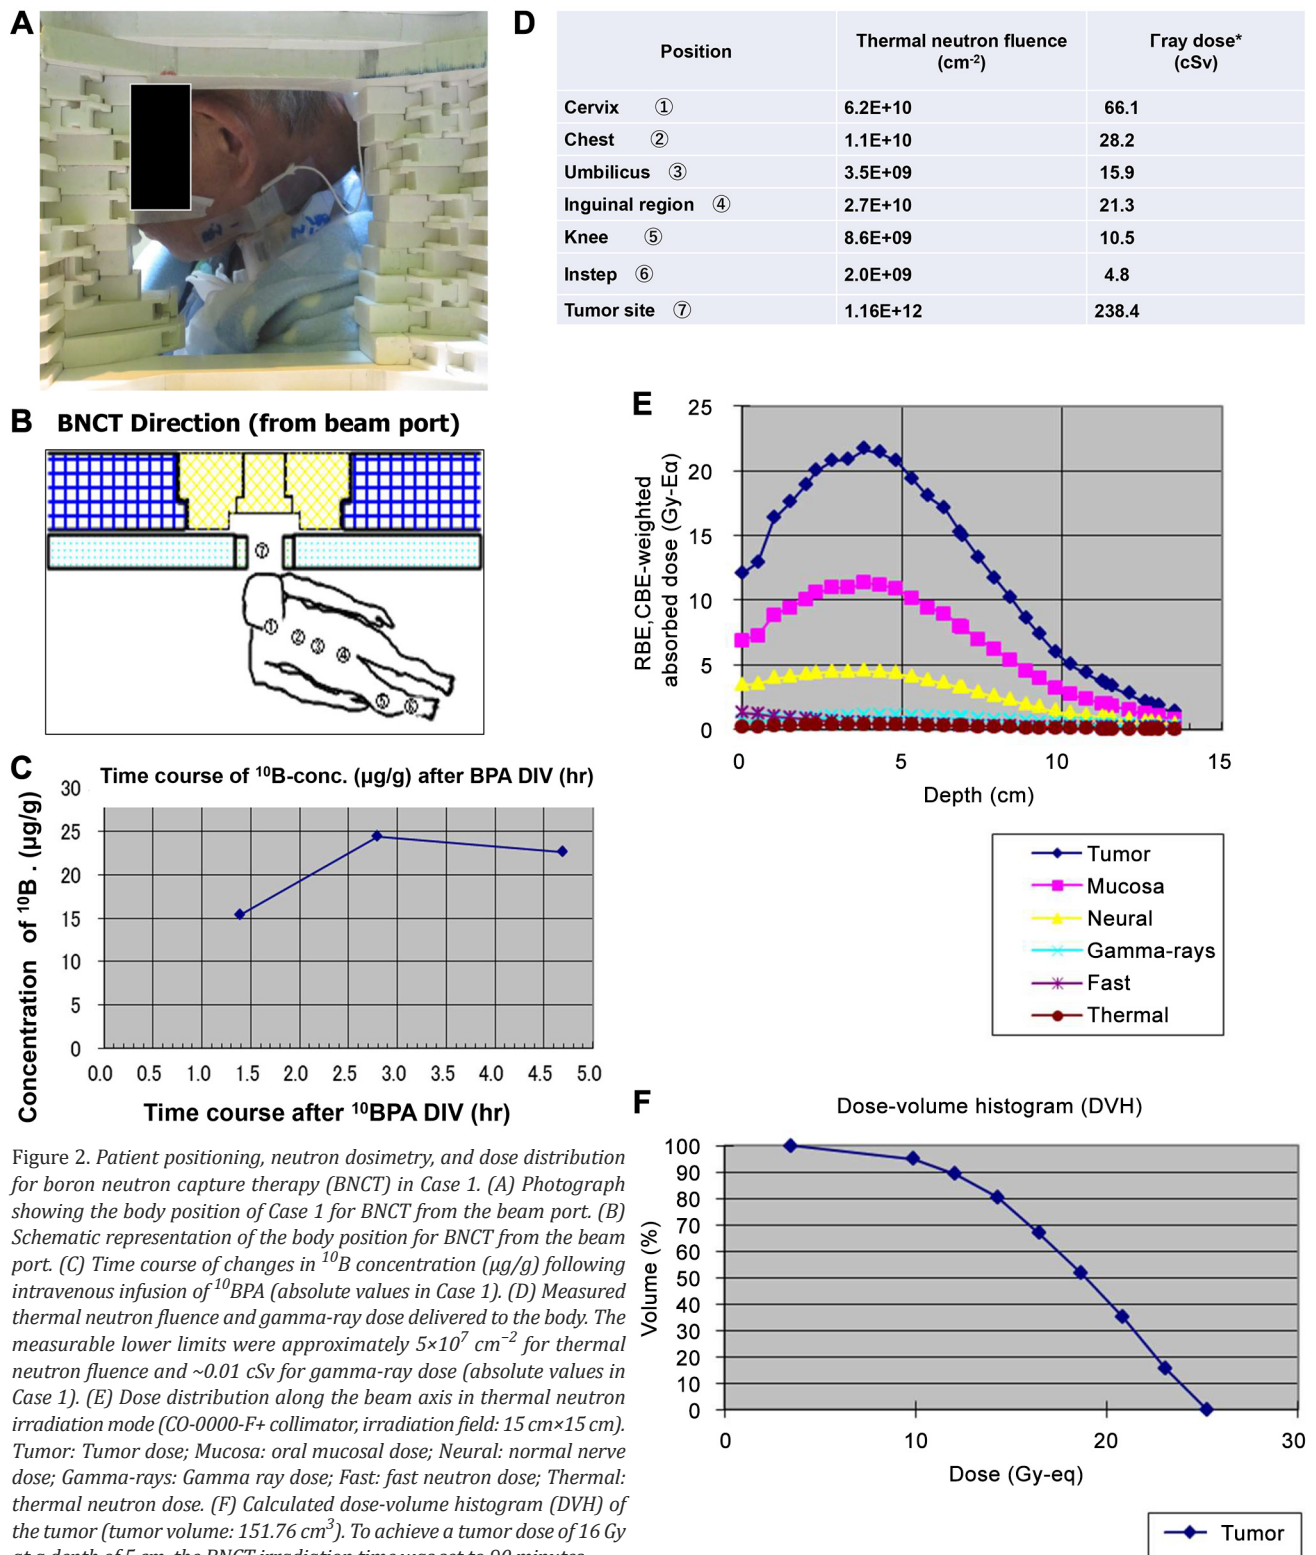 A
B
BNCT Direction (from beam port)
⑦
①
②
③
④
⑤
⑥
C
Time course of ¹⁰B-conc. (μg/g) after BPA DIV (hr)
Concentration of ¹⁰B . (μg/g)
30
25
20
15
10
5
0
0.0 0.5 1.0 1.5 2.0 2.5 3.0 3.5 4.0 4.5 5.0
Time course after ¹⁰BPA DIV (hr)
D
Position Thermal neutron fluence (cm⁻²) Γray dose* (cSv)
Cervix ① 6.2E+10 66.1
Chest ② 1.1E+10 28.2
Umbilicus ③ 3.5E+09 15.9
Inguinal region ④ 2.7E+10 21.3
Knee ⑤ 8.6E+09 10.5
Instep ⑥ 2.0E+09 4.8
Tumor site ⑦ 1.16E+12 238.4
E
RBE, CBE-weighted
absorbed dose (Gy-Eα)
25
20
15
10
5
0
0 5 10 15
Depth (cm)
Tumor
Mucosa
Neural
Gamma-rays
Fast
Thermal
F
Dose-volume histogram (DVH)
Volume (%)
100
90
80
70
60
50
40
30
20
10
0
0 10 20 30
Dose (Gy-eq)
Tumor
Figure 2. Patient positioning, neutron dosimetry, and dose distribution
for boron neutron capture therapy (BNCT) in Case 1. (A) Photograph
showing the body position of Case 1 for BNCT from the beam port. (B)
Schematic representation of the body position for BNCT from the beam
port. (C) Time course of changes in ¹⁰B concentration (μg/g) following
intravenous infusion of ¹⁰BPA (absolute values in Case 1). (D) Measured
thermal neutron fluence and gamma-ray dose delivered to the body. The
measurable lower limits were approximately 5×10⁷ cm⁻² for thermal
neutron fluence and ~0.01 cSv for gamma-ray dose (absolute values in
Case 1). (E) Dose distribution along the beam axis in thermal neutron
irradiation mode (CO-0000-F+ collimator, irradiation field: 15 cm×15 cm).
Tumor: Tumor dose; Mucosa: oral mucosal dose; Neural: normal nerve
dose; Gamma-rays: Gamma ray dose; Fast: fast neutron dose; Thermal:
thermal neutron dose. (F) Calculated dose-volume histogram (DVH) of
the tumor (tumor volume: 151.76 cm³). To achieve a tumor dose of 16 Gy
at a depth of 5 cm, the BNCT irradiation time was set to 90 minutes.